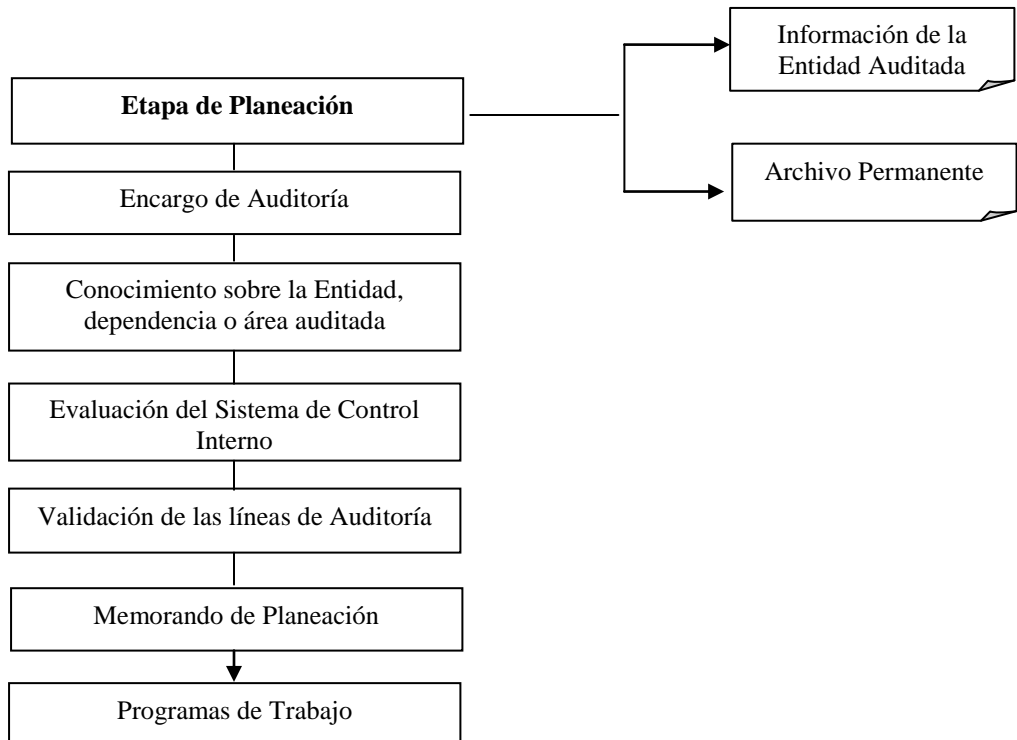 Información de la
Entidad Auditada
Etapa de Planeación
Archivo Permanente
Encargo de Auditoría
Conocimiento sobre la Entidad,
dependencia o área auditada
Evaluación del Sistema de Control
Interno
Validación de las líneas de Auditoría
Memorando de Planeación
Programas de Trabajo